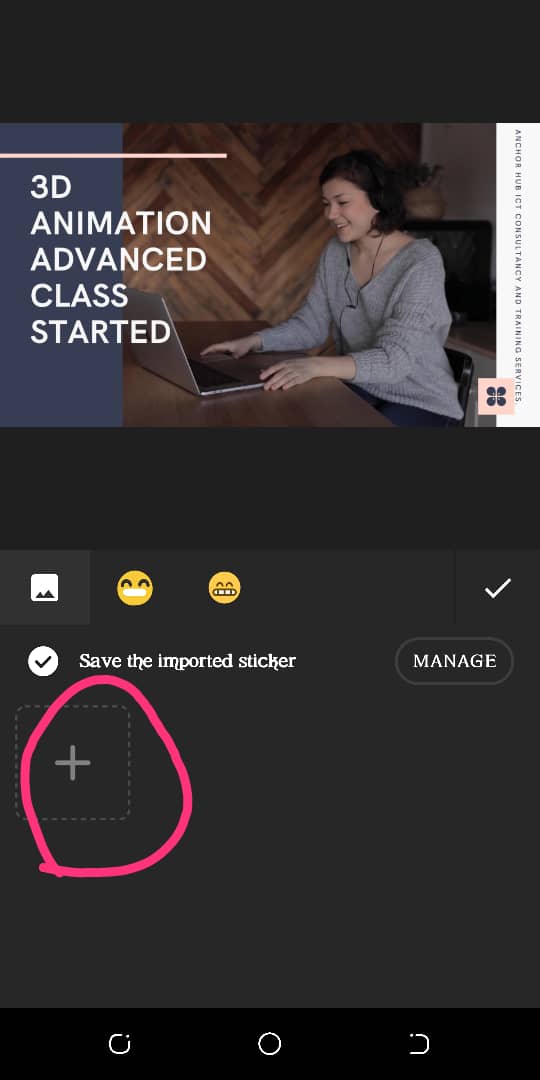 3D
ANIMATION
ADVANCED
CLASS
STARTED
ANCHOR HUB ICT CONSULTANCY AND TRAINING SERVICES
Save the imported sticker
MANAGE